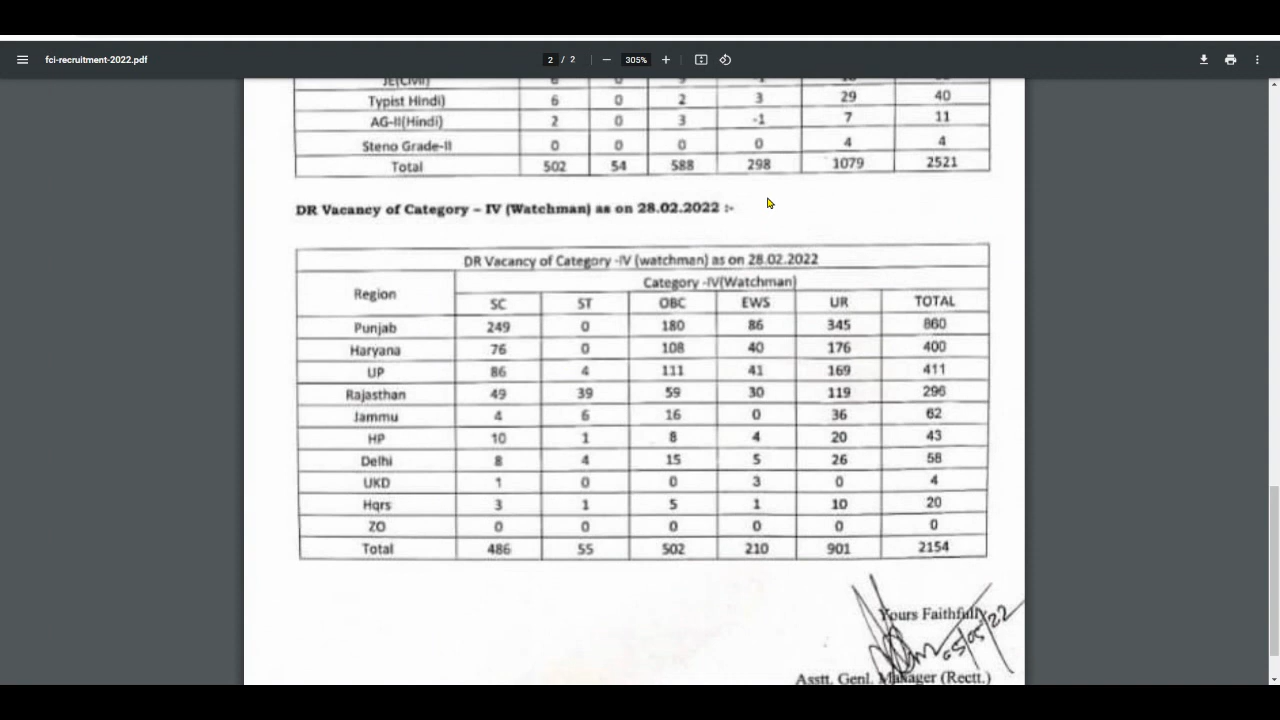 fci-recruitment-2022.pdf 2 / 2 305%
JE(Civil)
Typist Hindi) 6 0 2 3 29 40
AG-II(Hindi) 2 0 3 -1 7 11
Steno Grade-II 0 0 0 0 4 4
Total 502 54 588 298 1079 2521
DR Vacancy of Category – IV (Watchman) as on 28.02.2022 :-
DR Vacancy of Category -IV (watchman) as on 28.02.2022
Region Category -IV(Watchman)
SC ST OBC EWS UR TOTAL
Punjab 249 0 180 86 345 860
Haryana 76 0 108 40 176 400
UP 86 4 111 41 169 411
Rajasthan 49 39 59 30 119 296
Jammu 4 6 16 0 36 62
HP 10 1 8 4 20 43
Delhi 8 4 15 5 26 58
UKD 1 0 0 3 0 4
Hqrs 3 1 5 1 10 20
ZO 0 0 0 0 0 0
Total 486 55 502 210 901 2154
Yours Faithfully
05/05/22
Asstt. Genl. Manager (Rectt.)